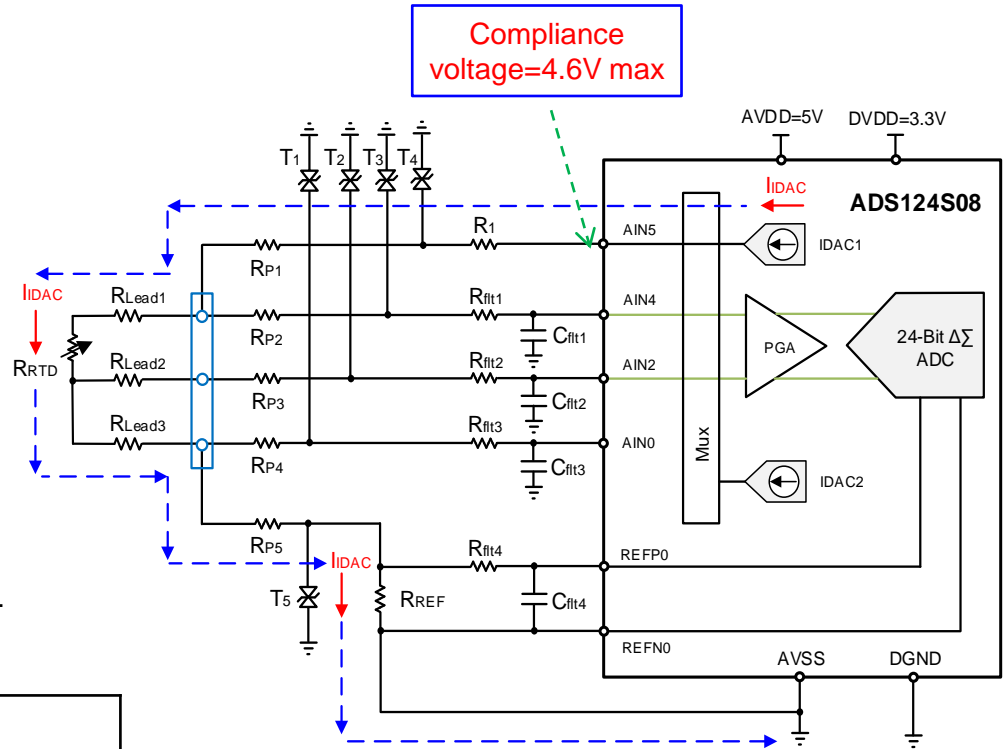 Compliance
voltage=4.6V max
AVDD=5V
DVDD=3.3V
T1
T2
T3
T4
IIDAC
ADS124S08
R1
AIN5
IDAC1
RP1
IIDAC
RLead1
Rflt1
AIN4
RP2
Cflt1
PGA
24-Bit ΔΣ
ADC
RRTD
RLead2
Rflt2
AIN2
RP3
Cflt2
RLead3
Rflt3
AIN0
RP4
Cflt3
Mux
IDAC2
RP5
IIDAC
Rflt4
REFP0
T5
RREF
Cflt4
REFN0
AVSS
DGND